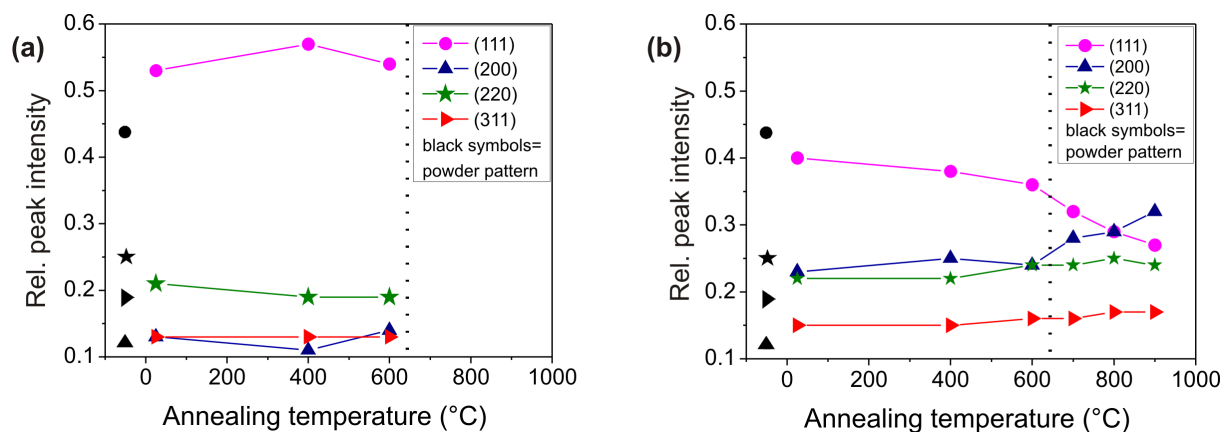 (a)
Rel. peak intensity
0.6
0.5
0.4
0.3
0.2
0.1
0
400
600
1000
Annealing temperature (°C)
(111)
(200)
(220)
(311)
black symbols=
powder pattern
(b)
Rel. peak intensity
0.6
0.5
0.4
0.3
0.2
0.1
0
400
600
800
1000
Annealing temperature (°C)
(111)
(200)
(220)
(311)
black symbols=
powder pattern